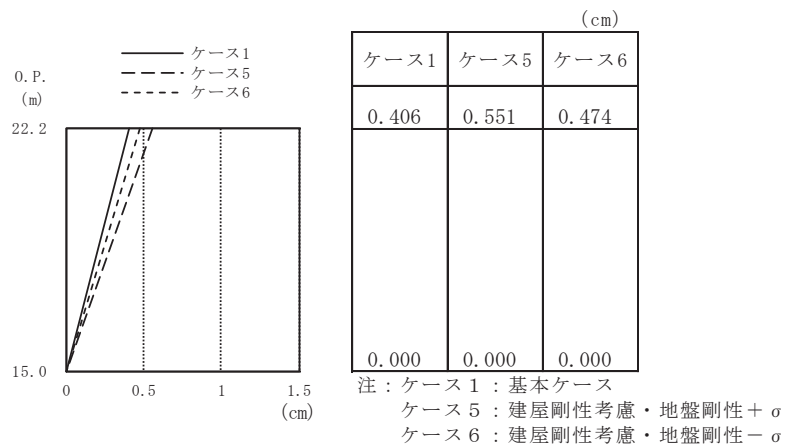 (cm)
ケース1
ケース5
ケース6
O.P.
(m)
22.2
15.0
0 0.5 1 1.5
(cm)
ケース1 ケース5 ケース6
0.406 0.551 0.474
0.000 0.000 0.000
注：ケース1：基本ケース
ケース5：建屋剛性考慮・地盤剛性＋σ
ケース6：建屋剛性考慮・地盤剛性－σ